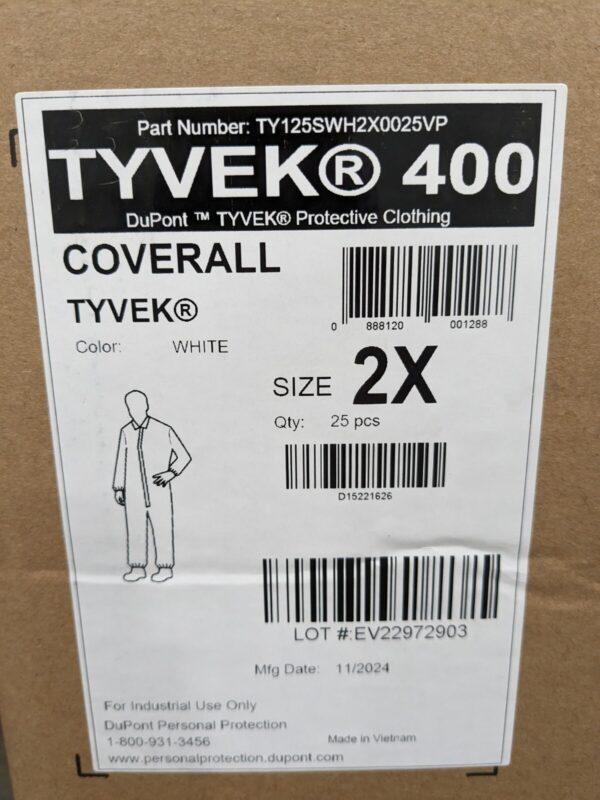 Part Number: TY125SWH2X0025VP
TYVEK® 400
DuPont ™ TYVEK® Protective Clothing
COVERALL
TYVEK®
Color: WHITE
0 888120 001288
SIZE 2X
Qty: 25 pcs
D15221626
LOT #:EV22972903
Mfg Date: 11/2024
For Industrial Use Only
DuPont Personal Protection
1-800-931-3456 Made in Vietnam
www.personalprotection.dupont.com